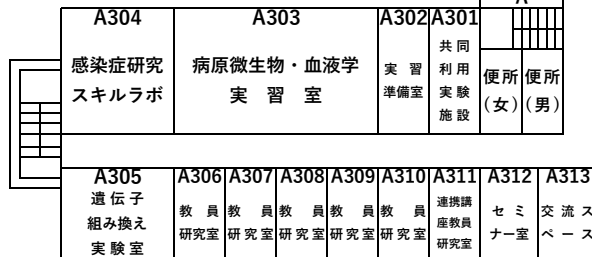 A304
感染症研究
スキルラボ
A303
病原微生物・血液学
実 習 室
A302
実 習
準備室
A301
共 同
利 用
実 験
施 設
便所
(女)
便所
(男)
A305
遺 伝 子
組み換え
実 験 室
A306
教 員
研究室
A307
教 員
研 究 室
A308
教 員
研 究 室
A309
教 員
研 究 室
A310
教 員
研 究 室
A311
連携講
座教員
研究室
A312
セ ミ
ナー室
A313
交 流 ス
ペ ー ス